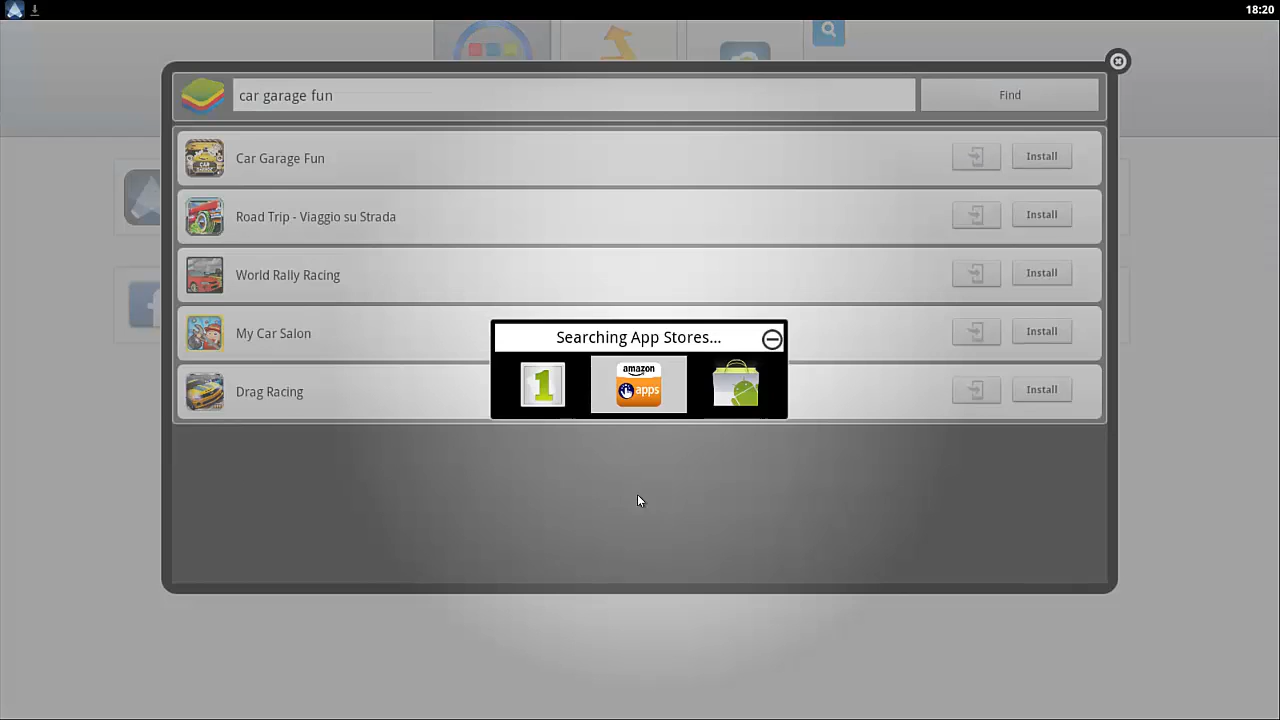 18:20
car garage fun
Find
Car Garage Fun
Install
Road Trip - Viaggio su Strada
Install
World Rally Racing
Install
My Car Salon
Install
Searching App Stores...
1
amazon
apps
Drag Racing
Install